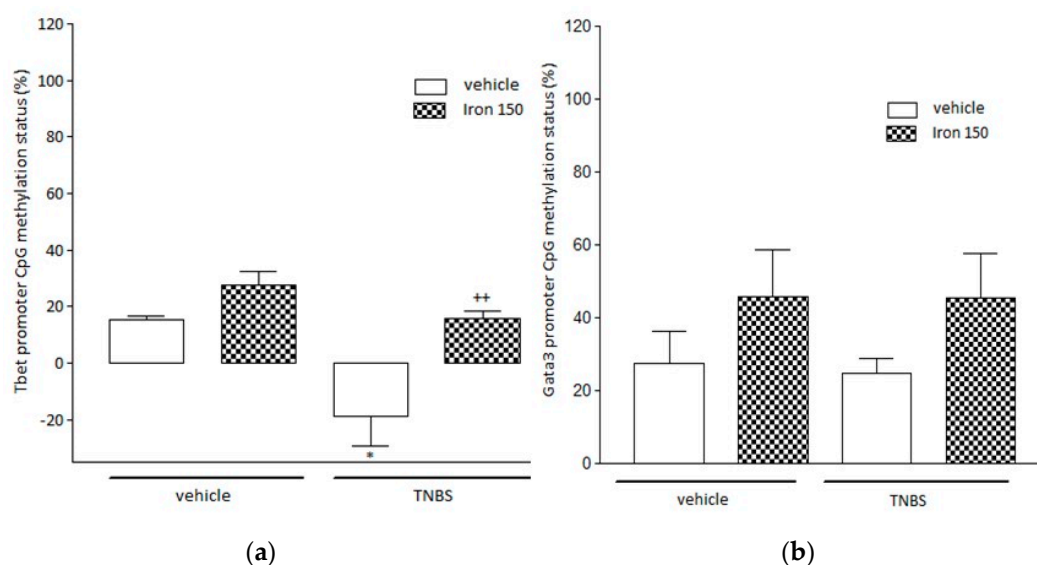 Tbet promoter CpG methylation status (%)
120
100
80
60
40
20
0
-20
vehicle
Iron 150
++
*
vehicle
TNBS
(a)
Gata3 promoter CpG methylation status (%)
120
100
80
60
40
20
0
vehicle
Iron 150
vehicle
TNBS
(b)